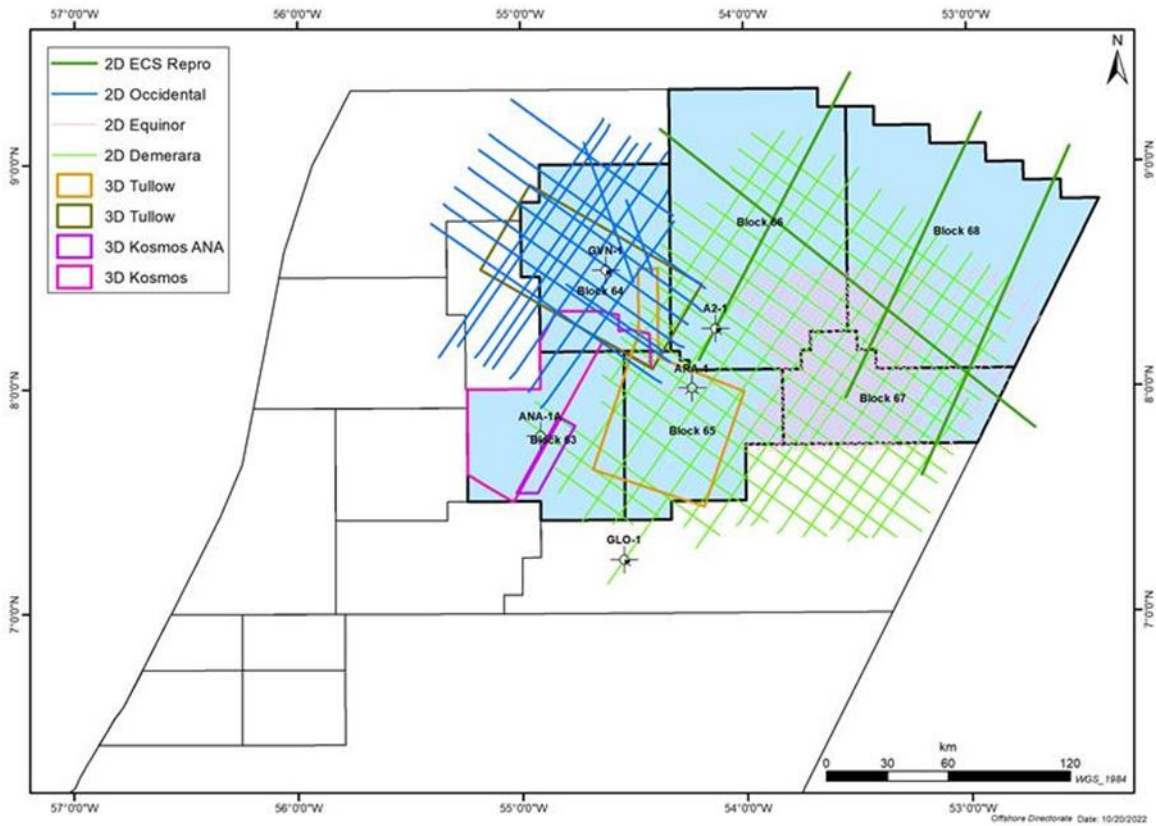 57°0'0"W
56°0'0"W
55°0'0"W
54°0'0"W
53°0'0"W
N
2D ECS Repro
2D Occidental
2D Equinor
2D Demerara
3D Tullow
3D Tullow
3D Kosmos ANA
3D Kosmos
9°0'0"N
9°0'0"N
Block 66
Block 68
GVN-1
Block 64
A2-1
8°0'0"N
8°0'0"N
ARA-1
Block 67
ANA-1A
Block 63
Block 65
GLO-1
7°0'0"N
7°0'0"N
km
0 30 60 120
WGS_1984
57°0'0"W
56°0'0"W
55°0'0"W
54°0'0"W
53°0'0"W
Offshore Directorate Date: 10/20/2022